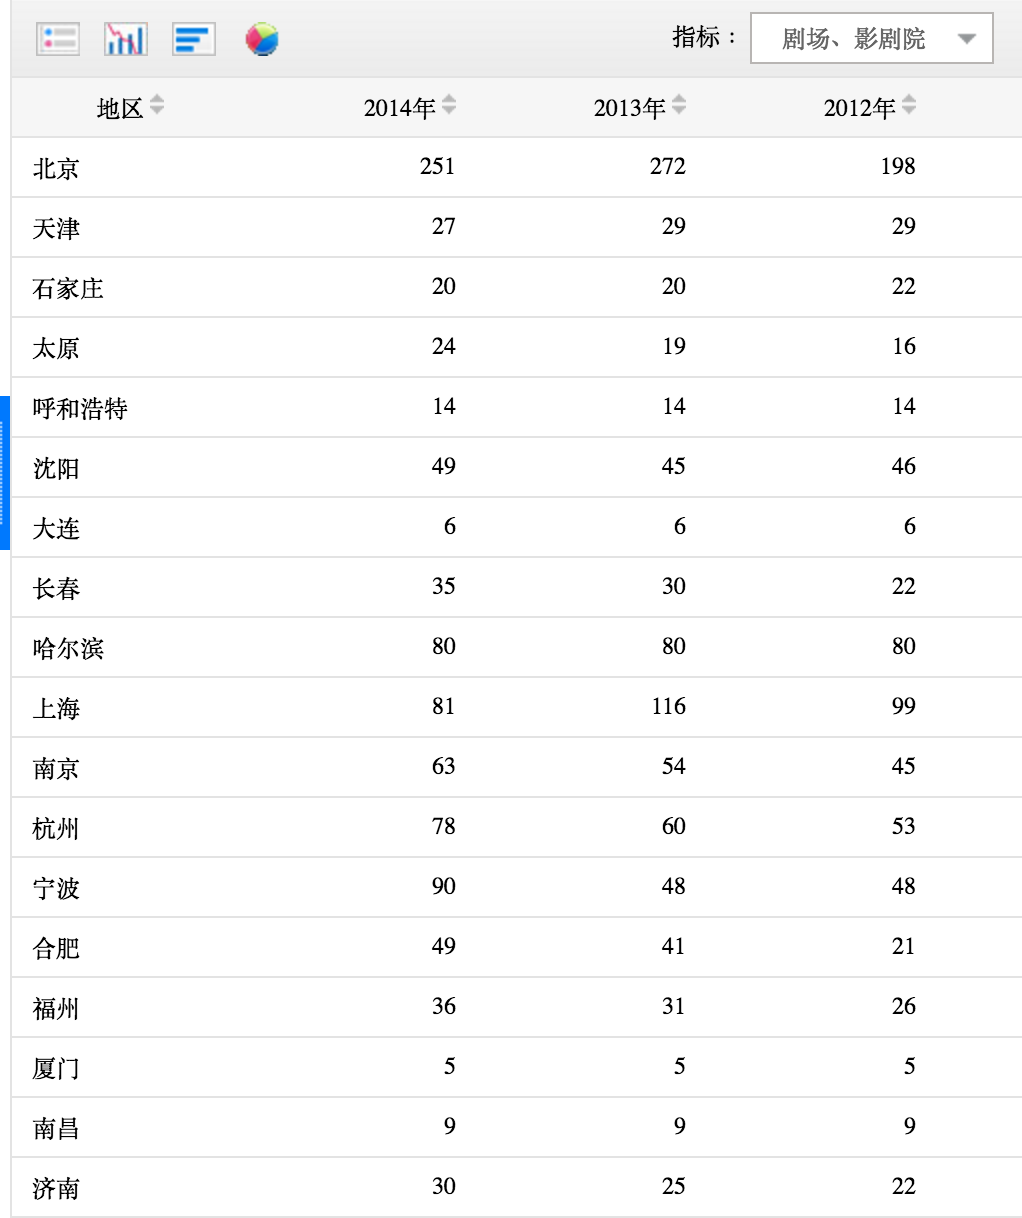 指标： 剧场、影剧院
地区 2014年 2013年 2012年
北京 251 272 198
天津 27 29 29
石家庄 20 20 22
太原 24 19 16
呼和浩特 14 14 14
沈阳 49 45 46
大连 6 6 6
长春 35 30 22
哈尔滨 80 80 80
上海 81 116 99
南京 63 54 45
杭州 78 60 53
宁波 90 48 48
合肥 49 41 21
福州 36 31 26
厦门 5 5 5
南昌 9 9 9
济南 30 25 22